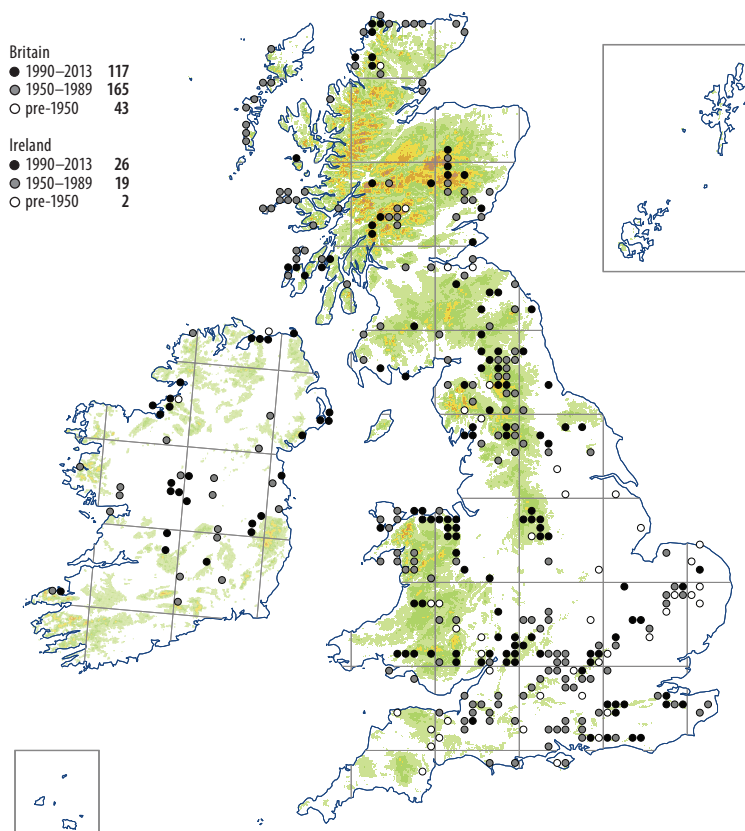 Britain
1990–2013 117
1950–1989 165
pre-1950 43
Ireland
1990–2013 26
1950–1989 19
pre-1950 2